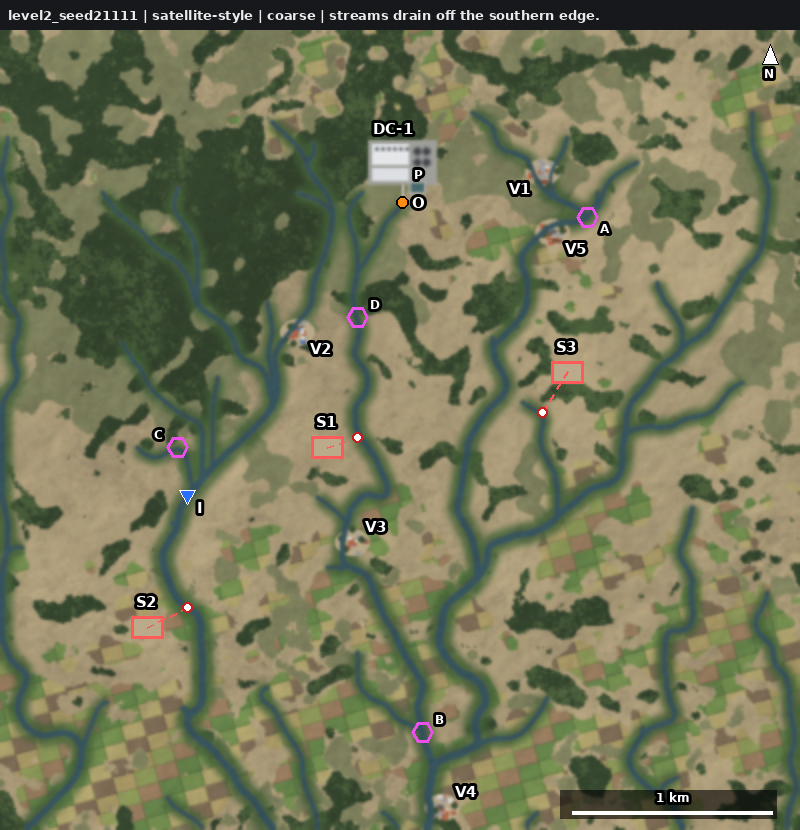 level2_seed21111 | satellite-style | coarse | streams drain off the southern edge.
N
DC-1
P
O
V1
A
V5
D
V2
S3
S1
C
I
V3
S2
B
V4
1 km